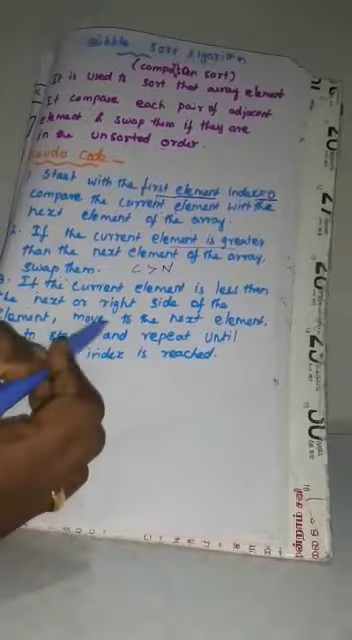 Bubble Sort Algorithm
(comparison sort)
It is used to sort that array element
It compare each pair of adjacent
element & swap them if they are
in the unsorted order.
Pseudo Code
1. Start with the first element index=0
compare the current element with the
next element of the array.
2. If the current element is greater
than the next element of the array,
swap them. C > N
3. If the current element is less than
the next or right side of the
element, move to the next element.
to and repeat until
index is reached.